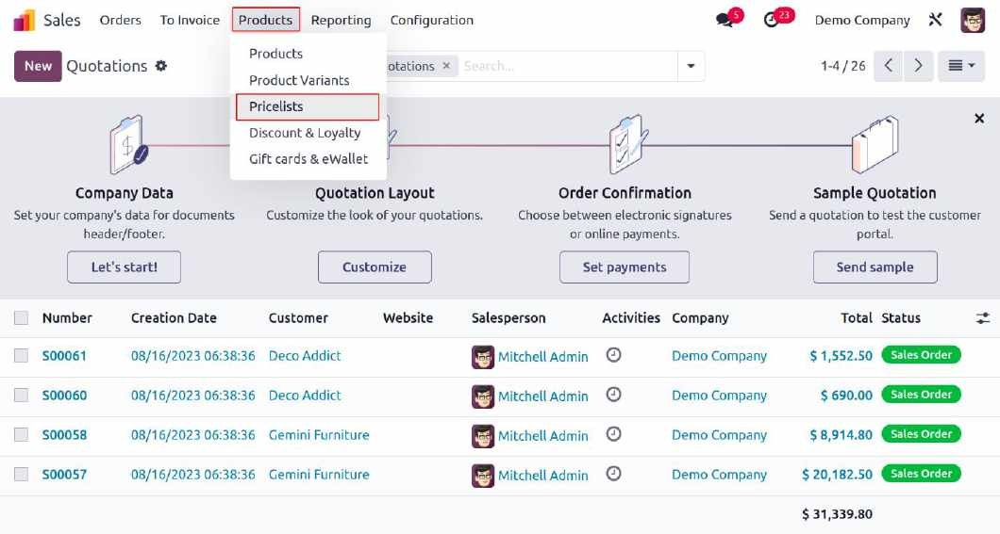 Sales Orders To Invoice Products Reporting Configuration 5 23 Demo Company
New Quotations otations × Search... 1-4 / 26
Products
Product Variants
Pricelists
Discount & Loyalty
Gift cards & eWallet
Company Data Quotation Layout Order Confirmation Sample Quotation
Set your company's data for documents Customize the look of your quotations. Choose between electronic signatures Send a quotation to test the customer
header/footer. or online payments. portal.
Let's start! Customize Set payments Send sample
Number Creation Date Customer Website Salesperson Activities Company Total Status
S00061 08/16/2023 06:38:36 Deco Addict Mitchell Admin Demo Company $ 1,552.50 Sales Order
S00060 08/16/2023 06:38:36 Deco Addict Mitchell Admin Demo Company $ 690.00 Sales Order
S00058 08/16/2023 06:38:36 Gemini Furniture Mitchell Admin Demo Company $ 8,914.80 Sales Order
S00057 08/16/2023 06:38:36 Gemini Furniture Mitchell Admin Demo Company $ 20,182.50 Sales Order
$ 31,339.80